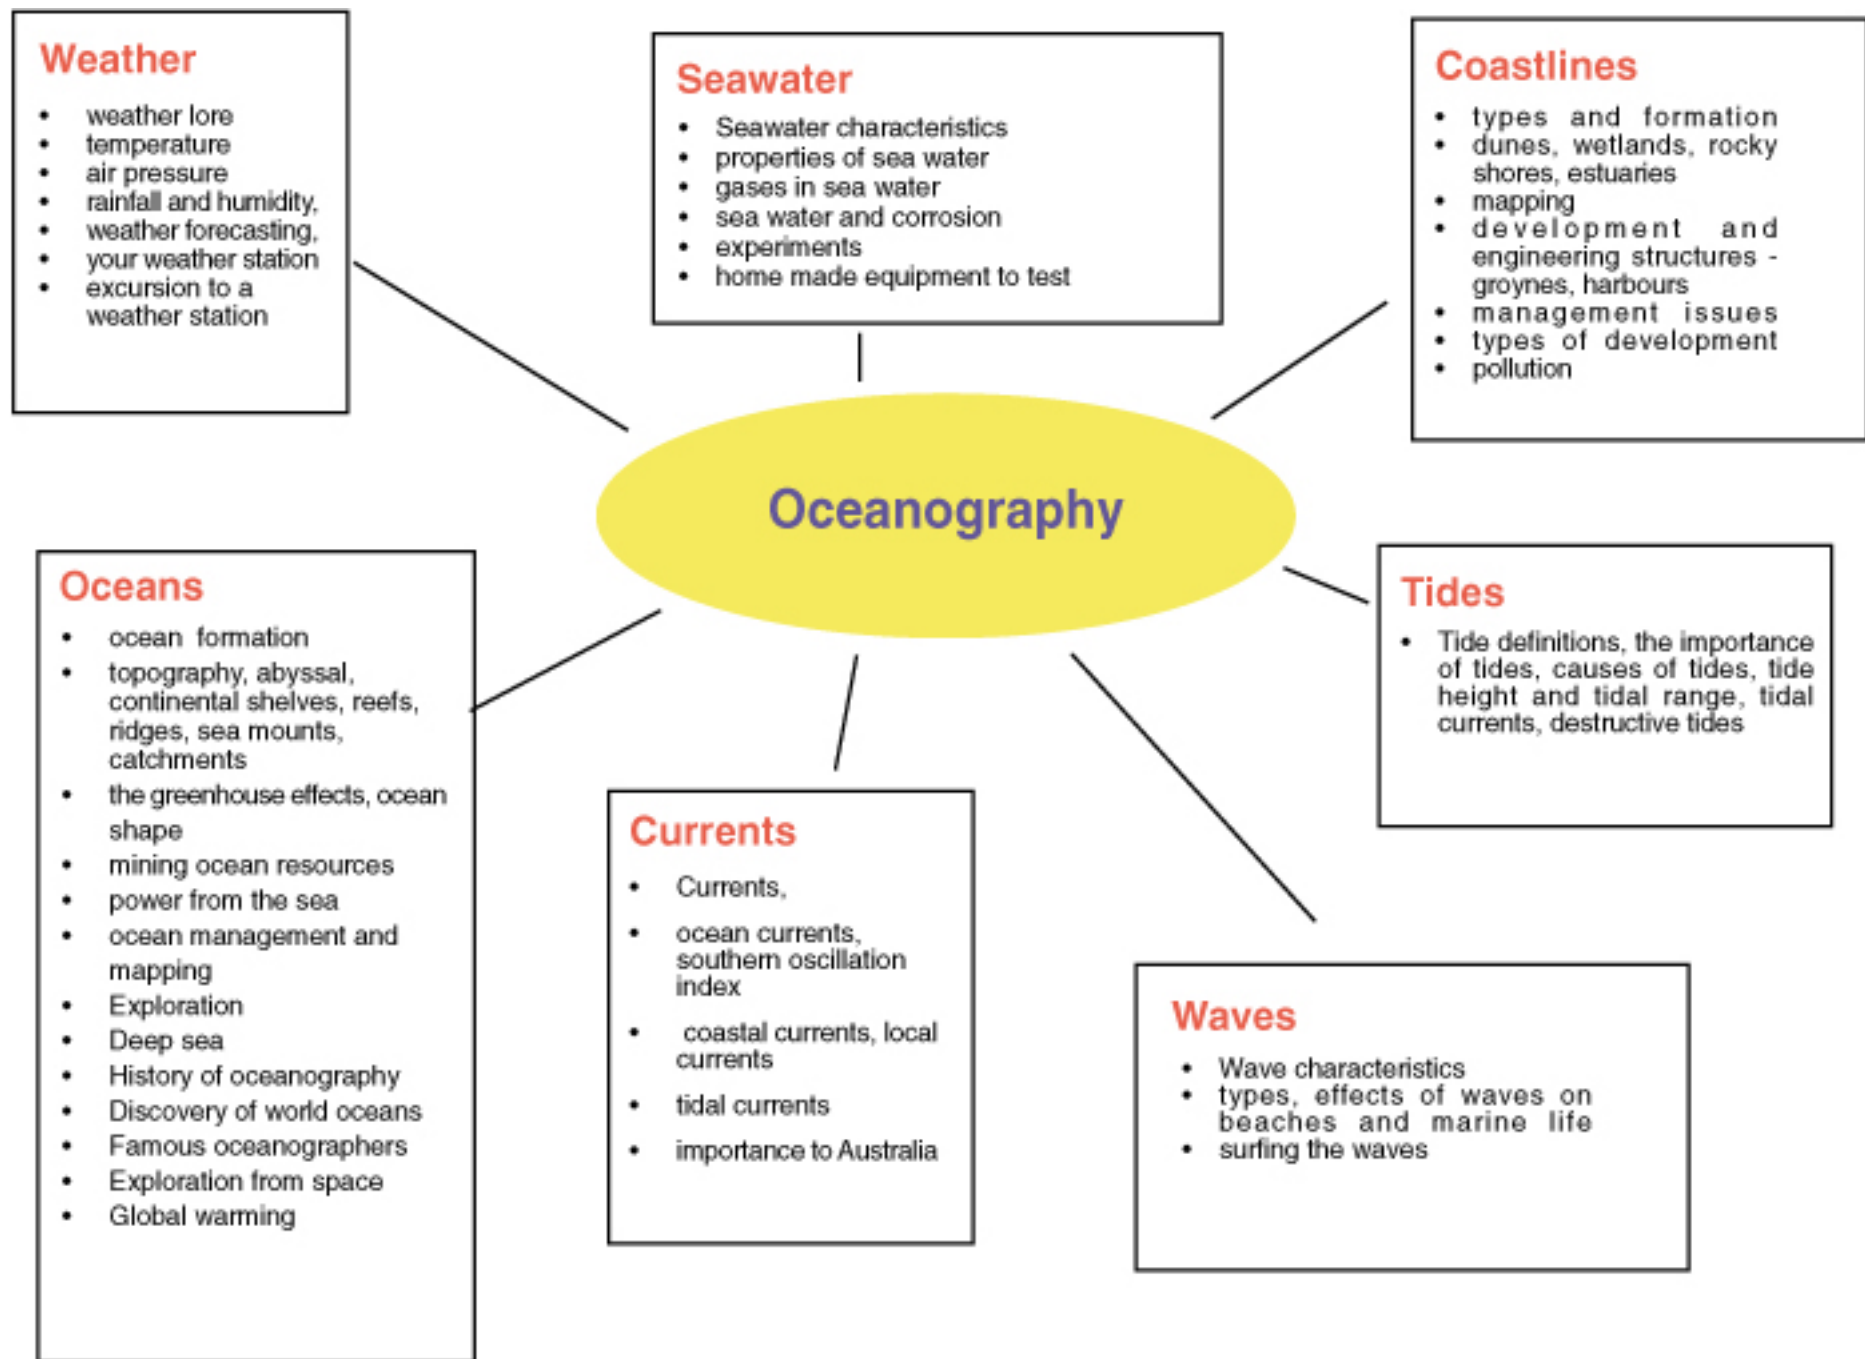 Weather
• weather lore
• temperature
• air pressure
• rainfall and humidity,
• weather forecasting,
• your weather station
• excursion to a
weather station
Seawater
• Seawater characteristics
• properties of sea water
• gases in sea water
• sea water and corrosion
• experiments
• home made equipment to test
Coastlines
• types and formation
• dunes, wetlands, rocky
shores, estuaries
• mapping
• development and
engineering structures -
groynes, harbours
• management issues
• types of development
• pollution
Oceanography
Oceans
• ocean formation
• topography, abyssal,
continental shelves, reefs,
ridges, sea mounts,
catchments
• the greenhouse effects, ocean
shape
• mining ocean resources
• power from the sea
• ocean management and
mapping
• Exploration
• Deep sea
• History of oceanography
• Discovery of world oceans
• Famous oceanographers
• Exploration from space
• Global warming
Currents
• Currents,
• ocean currents,
southern oscillation
index
• coastal currents, local
currents
• tidal currents
• importance to Australia
Tides
• Tide definitions, the importance
of tides, causes of tides, tide
height and tidal range, tidal
currents, destructive tides
Waves
• Wave characteristics
• types, effects of waves on
beaches and marine life
• surfing the waves